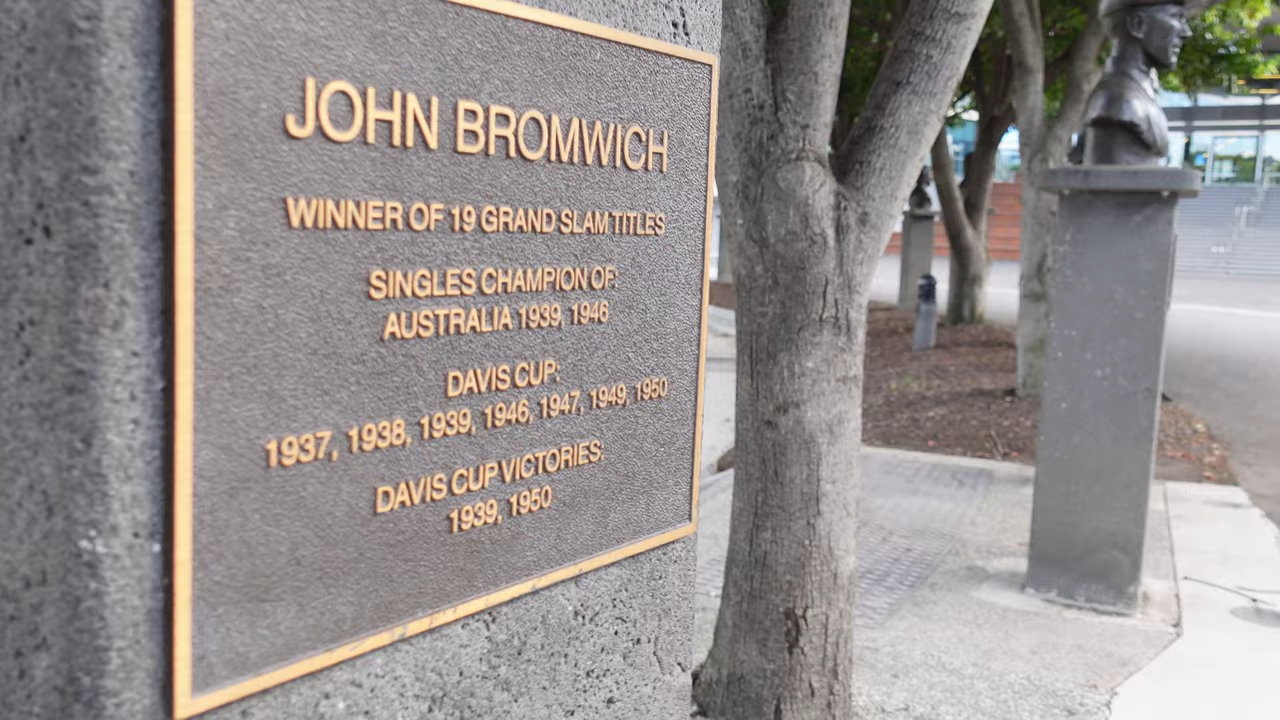 JOHN BROMWICH
WINNER OF 19 GRAND SLAM TITLES
SINGLES CHAMPION OF:
AUSTRALIA 1939, 1946
DAVIS CUP:
1937, 1938, 1939, 1946, 1947, 1949, 1950
DAVIS CUP VICTORIES:
1939, 1950